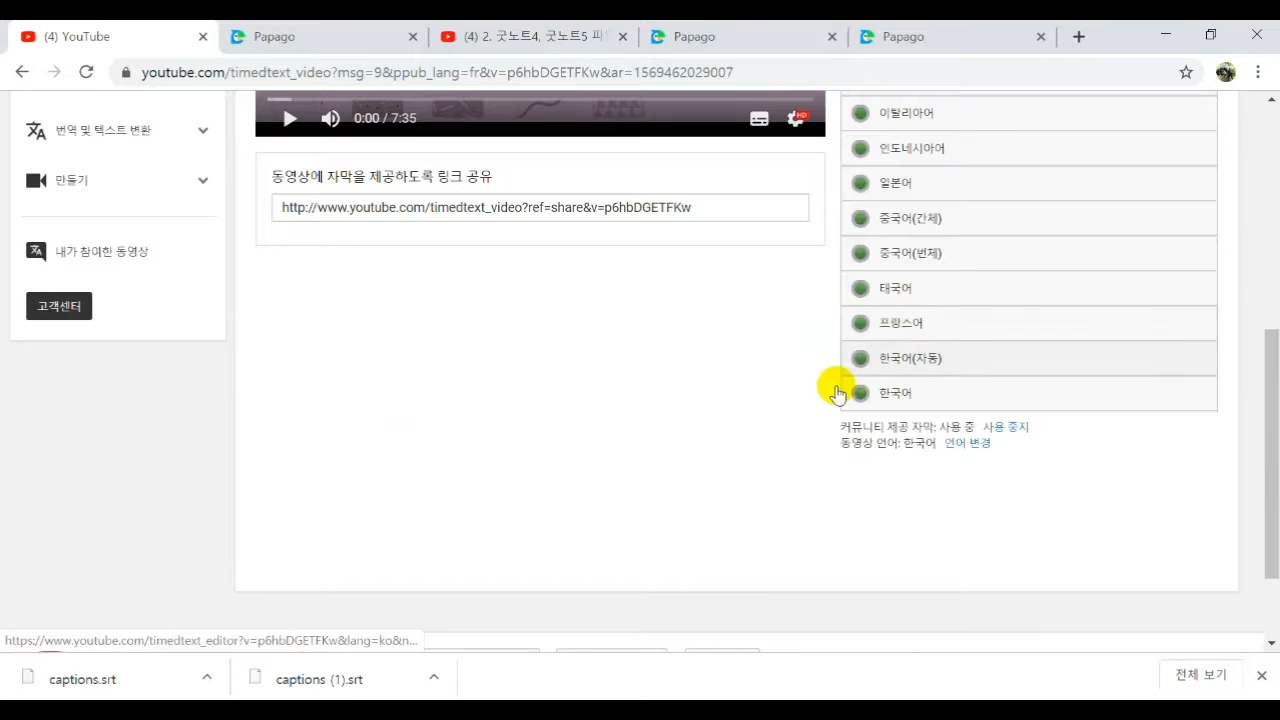 (4) YouTube
Papago
(4) 2. 굿노트4, 굿노트5 파
Papago
Papago
youtube.com/timedtext_video?msg=9&ppub_lang=fr&v=p6hbDGETFKw&ar=1569462029007
번역 및 텍스트 변환
만들기
내가 참여한 동영상
고객센터
0:00 / 7:35
HD
동영상에 자막을 제공하도록 링크 공유
http://www.youtube.com/timedtext_video?ref=share&v=p6hbDGETFKw
이탈리아어
인도네시아어
일본어
중국어(간체)
중국어(번체)
태국어
프랑스어
한국어(자동)
한국어
커뮤니티 제공 자막: 사용 중 사용 중지
동영상 언어: 한국어 언어 변경
https://www.youtube.com/timedtext_editor?v=p6hbDGETFKw&lang=ko&n...
captions.srt
captions (1).srt
전체 보기